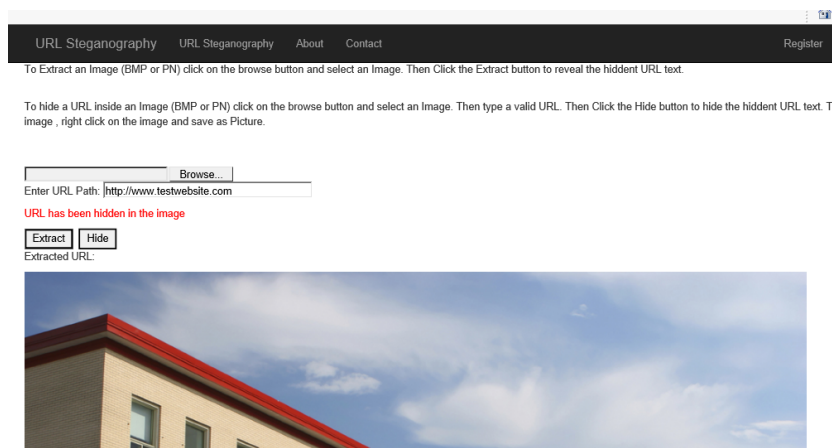 URL Steganography URL Steganography About Contact Register
To Extract an Image (BMP or PN) click on the browse button and select an Image. Then Click the Extract button to reveal the hiddent URL text.
To hide a URL inside an Image (BMP or PN) click on the browse button and select an Image. Then type a valid URL. Then Click the Hide button to hide the hiddent URL text. T
image , right click on the image and save as Picture.
Browse...
Enter URL Path: http://www.testwebsite.com
URL has been hidden in the image
Extract Hide
Extracted URL: